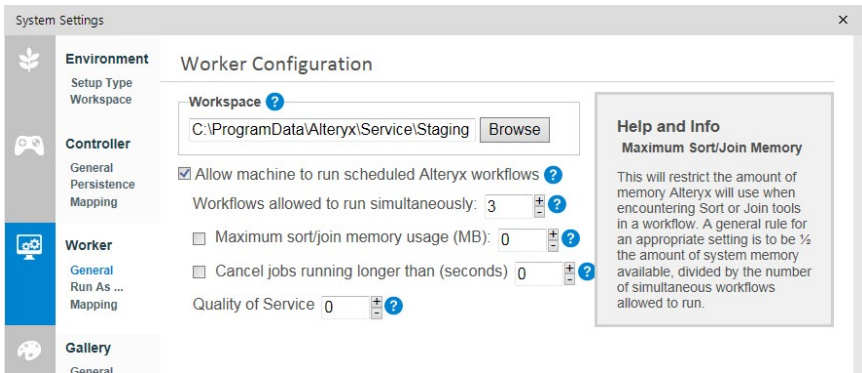 System Settings
×
Environment
Setup Type
Workspace
Controller
General
Persistence
Mapping
Worker
General
Run As ...
Mapping
Gallery
General
Worker Configuration
Workspace ?
C:\ProgramData\Alteryx\Service\Staging Browse
Allow machine to run scheduled Alteryx workflows ?
Workflows allowed to run simultaneously: 3 + - ?
Maximum sort/join memory usage (MB): 0 + - ?
Cancel jobs running longer than (seconds) 0 + - ?
Quality of Service 0 + - ?
Help and Info
Maximum Sort/Join Memory
This will restrict the amount of
memory Alteryx will use when
encountering Sort or Join tools
in a workflow. A general rule for
an appropriate setting is to be ½
the amount of system memory
available, divided by the number
of simultaneous workflows
allowed to run.